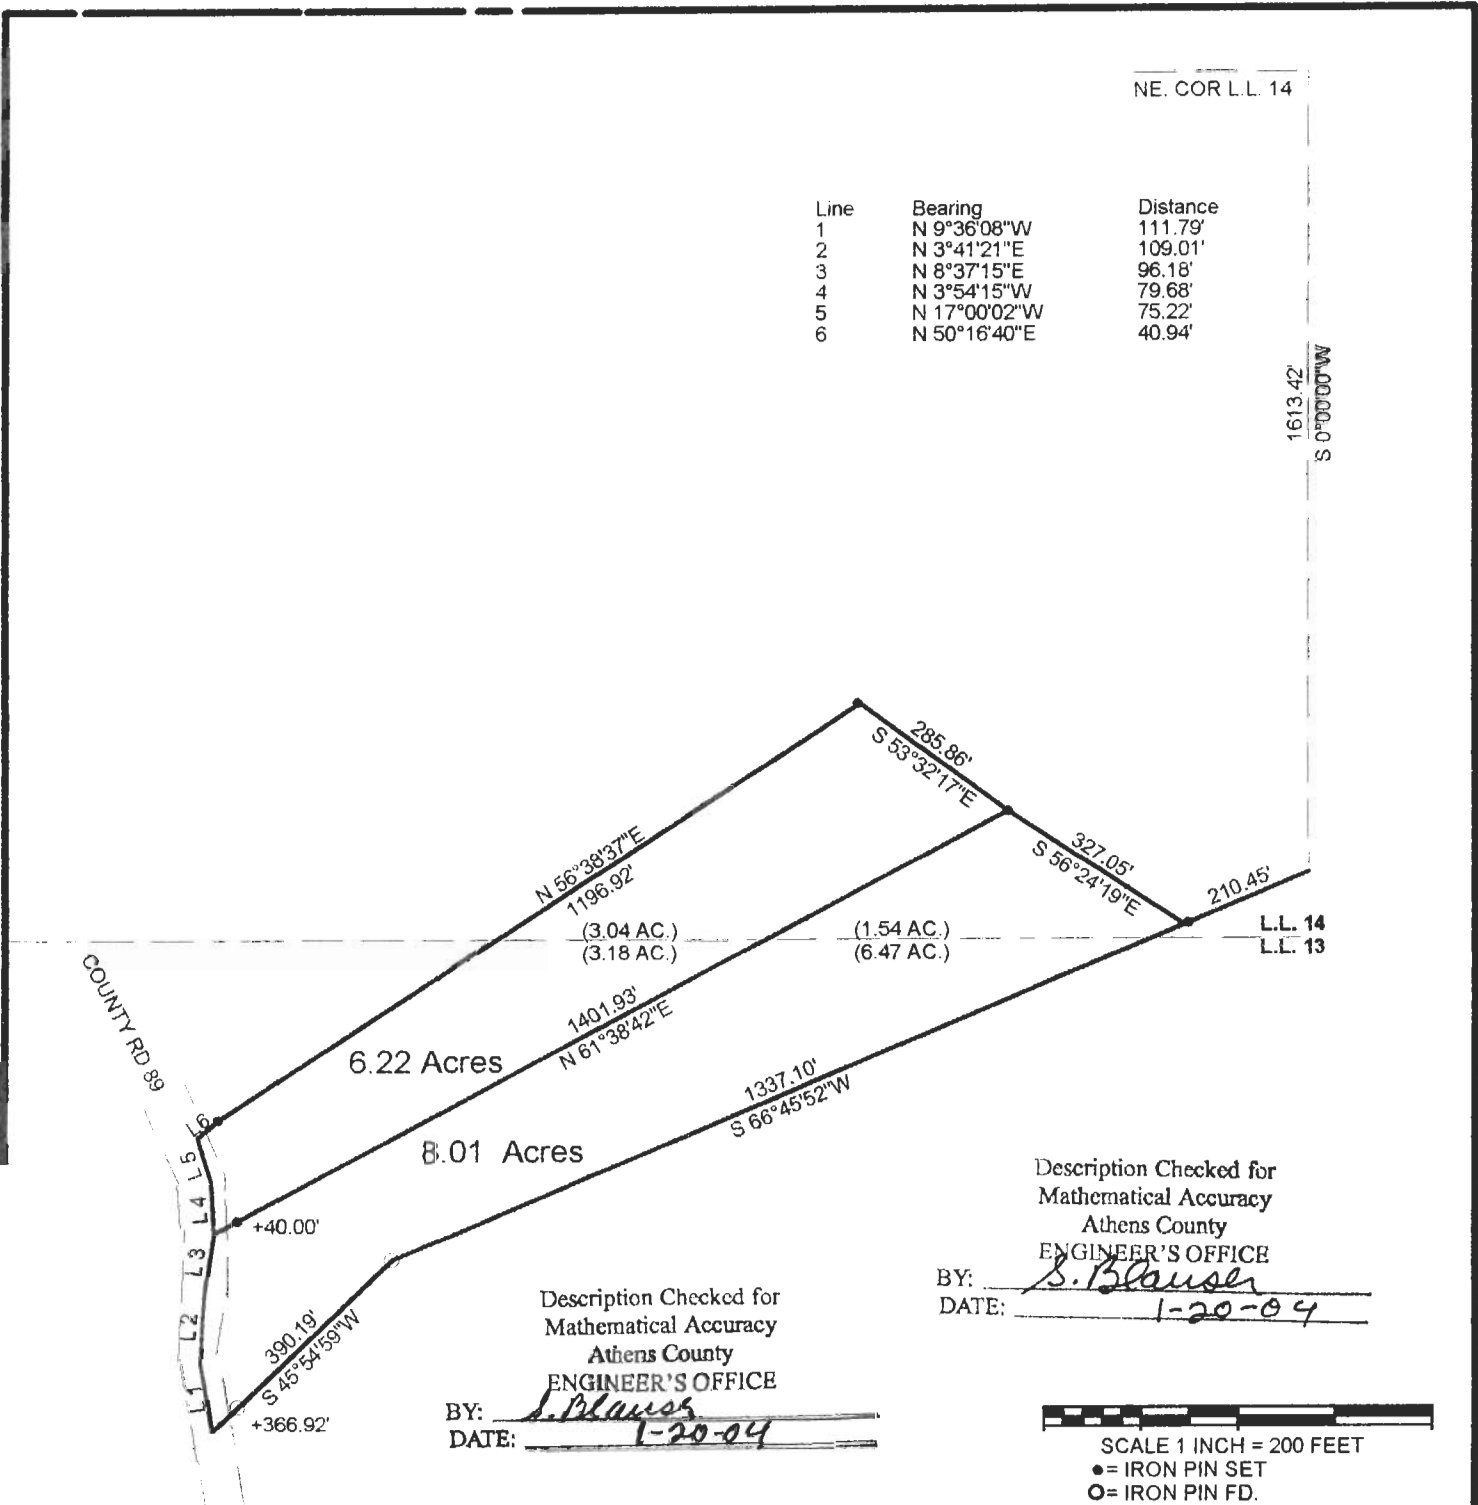 NE. COR L.L. 14
Line Bearing Distance
1 N 9°36'08"W 111.79'
2 N 3°41'21"E 109.01'
3 N 8°37'15"E 96.18'
4 N 3°54'15"W 79.68'
5 N 17°00'02"W 75.22'
6 N 50°16'40"E 40.94'
1613.42'
S 0°00'00"W
285.86'
S 53°32'17"E
327.05'
S 56°24'19"E
210.45'
N 56°38'37"E
1196.92'
(3.04 AC.)
(3.18 AC.)
(1.54 AC.)
(6.47 AC.)
L.L. 14
L.L. 13
COUNTY RD 89
1401.93'
N 61°38'42"E
6.22 Acres
1337.10'
S 66°45'52"W
8.01 Acres
L6
L5
L4
+40.00'
L3
L2
L1
390.19'
S 45°54'59"W
+366.92'
Description Checked for
Mathematical Accuracy
Athens County
ENGINEER'S OFFICE
BY: S. Blauser
DATE: 1-20-04
Description Checked for
Mathematical Accuracy
Athens County
ENGINEER'S OFFICE
BY: S. Blauser
DATE: 1-20-04
SCALE 1 INCH = 200 FEET
●= IRON PIN SET
O= IRON PIN FD.